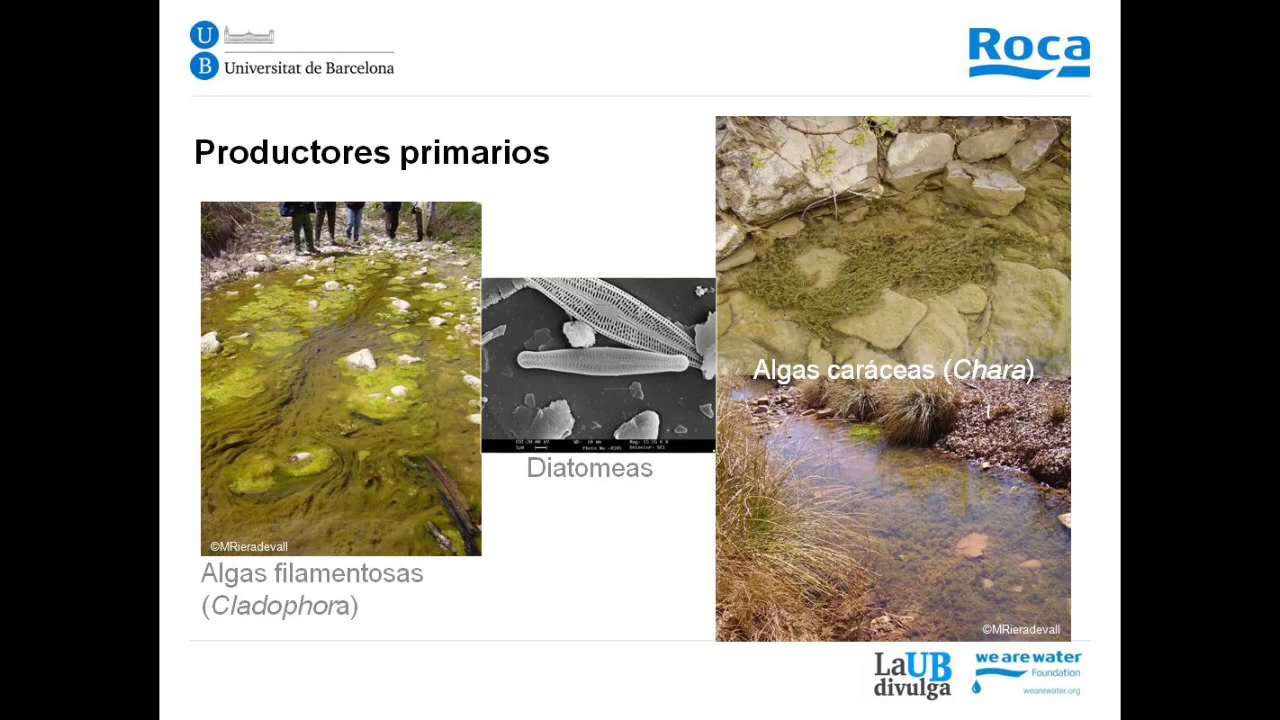 U
B
Universitat de Barcelona
Roca
Productores primarios
©MRieradevall
Algas filamentosas
(Cladophora)
Diatomeas
Algas caráceas (Chara)
©MRieradevall
LaUB
divulga
we are water
Foundation
wearewater.org